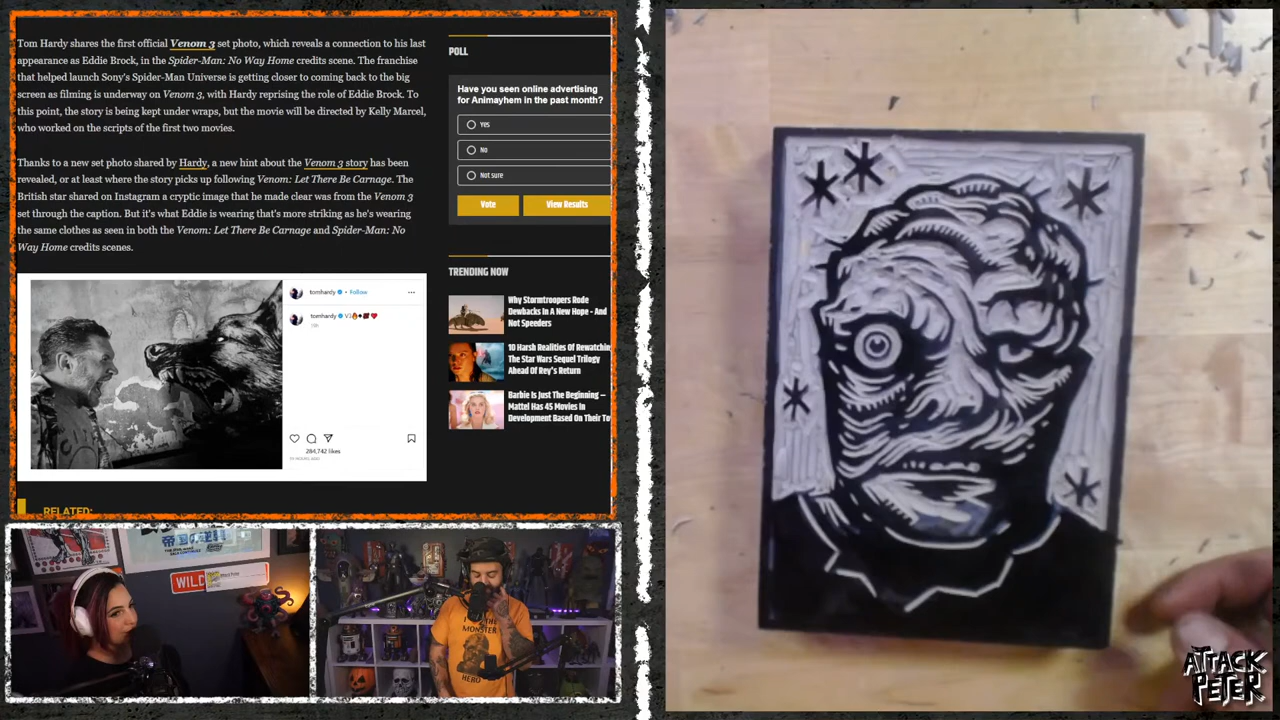 Tom Hardy shares the first official Venom 3 set photo, which reveals a connection to his last
appearance as Eddie Brock, in the Spider-Man: No Way Home credits scene. The franchise
that helped launch Sony's Spider-Man Universe is getting closer to coming back to the big
screen as filming is underway on Venom 3, with Hardy reprising the role of Eddie Brock. To
this point, the story is being kept under wraps, but the movie will be directed by Kelly Marcel,
who worked on the scripts of the first two movies.
Thanks to a new set photo shared by Hardy, a new hint about the Venom 3 story has been
revealed, or at least where the story picks up following Venom: Let There Be Carnage. The
British star shared on Instagram a cryptic image that he made clear was from the Venom 3
set through the caption. But it's what Eddie is wearing that's more striking as he's wearing
the same clothes as seen in both the Venom: Let There Be Carnage and Spider-Man: No
Way Home credits scenes.
tomhardy • Follow
tomhardy V3
284,742 likes
RELATED:
POLL
Have you seen online advertising
for Animayhem in the past month?
Yes
No
Not sure
Vote
View Results
TRENDING NOW
Why Stormtroopers Rode
Dewbacks In A New Hope - And
Not Speeders
10 Harsh Realities Of Rewatching
The Star Wars Sequel Trilogy
Ahead Of Rey's Return
Barbie Is Just The Beginning —
Mattel Has 45 Movies In
Development Based On Their To
WILD
MONSTER
HERO
ATTACK
PETER